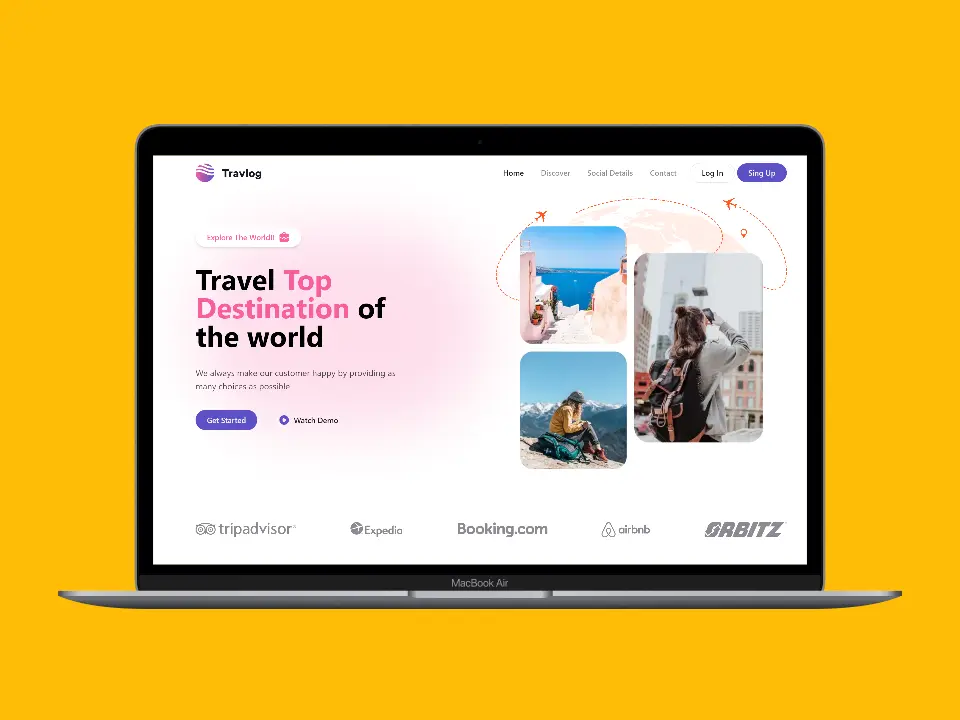 Travlog
Home Discover Social Details Contact Log In Sing Up
Explore The World!!
Travel Top
Destination of
the world
We always make our customer happy by providing as
many choices as possible
Get Started Watch Demo
tripadvisor Expedia Booking.com airbnb ORBITZ
MacBook Air